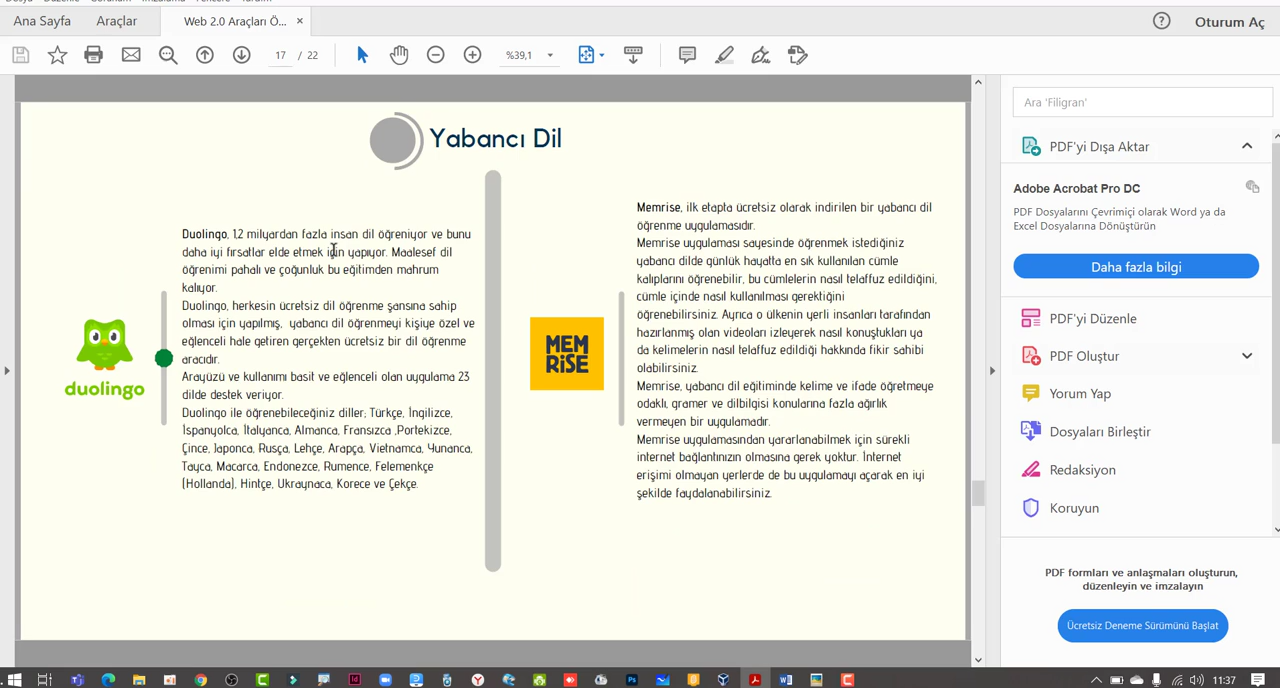 Ana Sayfa
Araçlar
Web 2.0 Araçları Ö...
×
Oturum Aç
17 / 22
%39,1
Yabancı Dil
Duolingo, 1,2 milyardan fazla insan dil öğreniyor ve bunu
daha iyi fırsatlar elde etmek için yapıyor. Maalesef dil
öğrenimi pahalı ve çoğunluk bu eğitimden mahrum
kalıyor.
Duolingo, herkesin ücretsiz dil öğrenme şansına sahip
olması için yapılmış, yabancı dil öğrenmeyi kişiye özel ve
eğlenceli hale getiren gerçekten ücretsiz bir dil öğrenme
aracıdır.
Arayüzü ve kullanımı basit ve eğlenceli olan uygulama 23
dilde destek veriyor.
Duolingo ile öğrenebileceğiniz diller; Türkçe, İngilizce,
İspanyolca, İtalyanca, Almanca, Fransızca ,Portekizce,
Çince, Japonca, Rusça, Lehçe, Arapça, Vietnamca, Yunanca,
Tayca, Macarca, Endonezce, Rumence, Felemenkçe
(Hollanda), Hintçe, Ukraynaca, Korece ve Çekçe.
duolingo
MEM
RiSE
Memrise, ilk etapta ücretsiz olarak indirilen bir yabancı dil
öğrenme uygulamasıdır.
Memrise uygulaması sayesinde öğrenmek istediğiniz
yabancı dilde günlük hayatta en sık kullanılan cümle
kalıplarını öğrenebilir, bu cümlelerin nasıl telaffuz edildiğini,
cümle içinde nasıl kullanılması gerektiğini
öğrenebilirsiniz. Ayrıca o ülkenin yerli insanları tarafından
hazırlanmış olan videoları izleyerek nasıl konuştukları ya
da kelimelerin nasıl telaffuz edildiği hakkında fikir sahibi
olabilirsiniz.
Memrise, yabancı dil eğitiminde kelime ve ifade öğretmeye
odaklı, gramer ve dilbilgisi konularına fazla ağırlık
vermeyen bir uygulamadır.
Memrise uygulamasından yararlanabilmek için sürekli
internet bağlantınızın olmasına gerek yoktur. İnternet
erişimi olmayan yerlerde de bu uygulamayı açarak en iyi
şekilde faydalanabilirsiniz.
Ara 'Filigran'
PDF'yi Dışa Aktar
Adobe Acrobat Pro DC
PDF Dosyalarını Çevrimiçi olarak Word ya da
Excel Dosyalarına Dönüştürün
Daha fazla bilgi
PDF'yi Düzenle
PDF Oluştur
Yorum Yap
Dosyaları Birleştir
Redaksiyon
Koruyun
PDF formları ve anlaşmaları oluşturun,
düzenleyin ve imzalayın
Ücretsiz Deneme Sürümünü Başlat
11:37